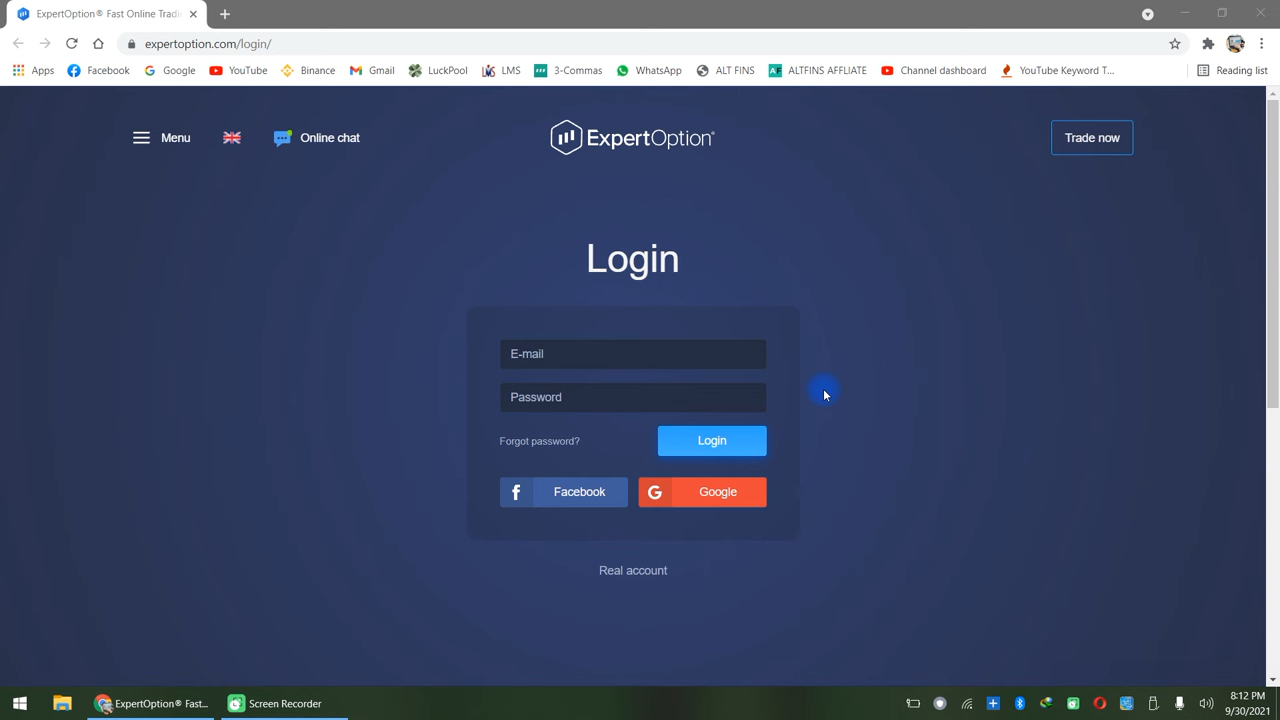 ExpertOption® Fast Online Tradi
expertoption.com/login/
Apps Facebook Google YouTube Binance Gmail LuckPool LMS 3-Commas WhatsApp ALT FINS ALTFINS AFFLIATE Channel dashboard YouTube Keyword T... Reading list
Menu Online chat ExpertOption® Trade now
Login
E-mail
Password
Forgot password? Login
Facebook Google
Real account
ExpertOption® Fast... Screen Recorder
8:12 PM
9/30/2021